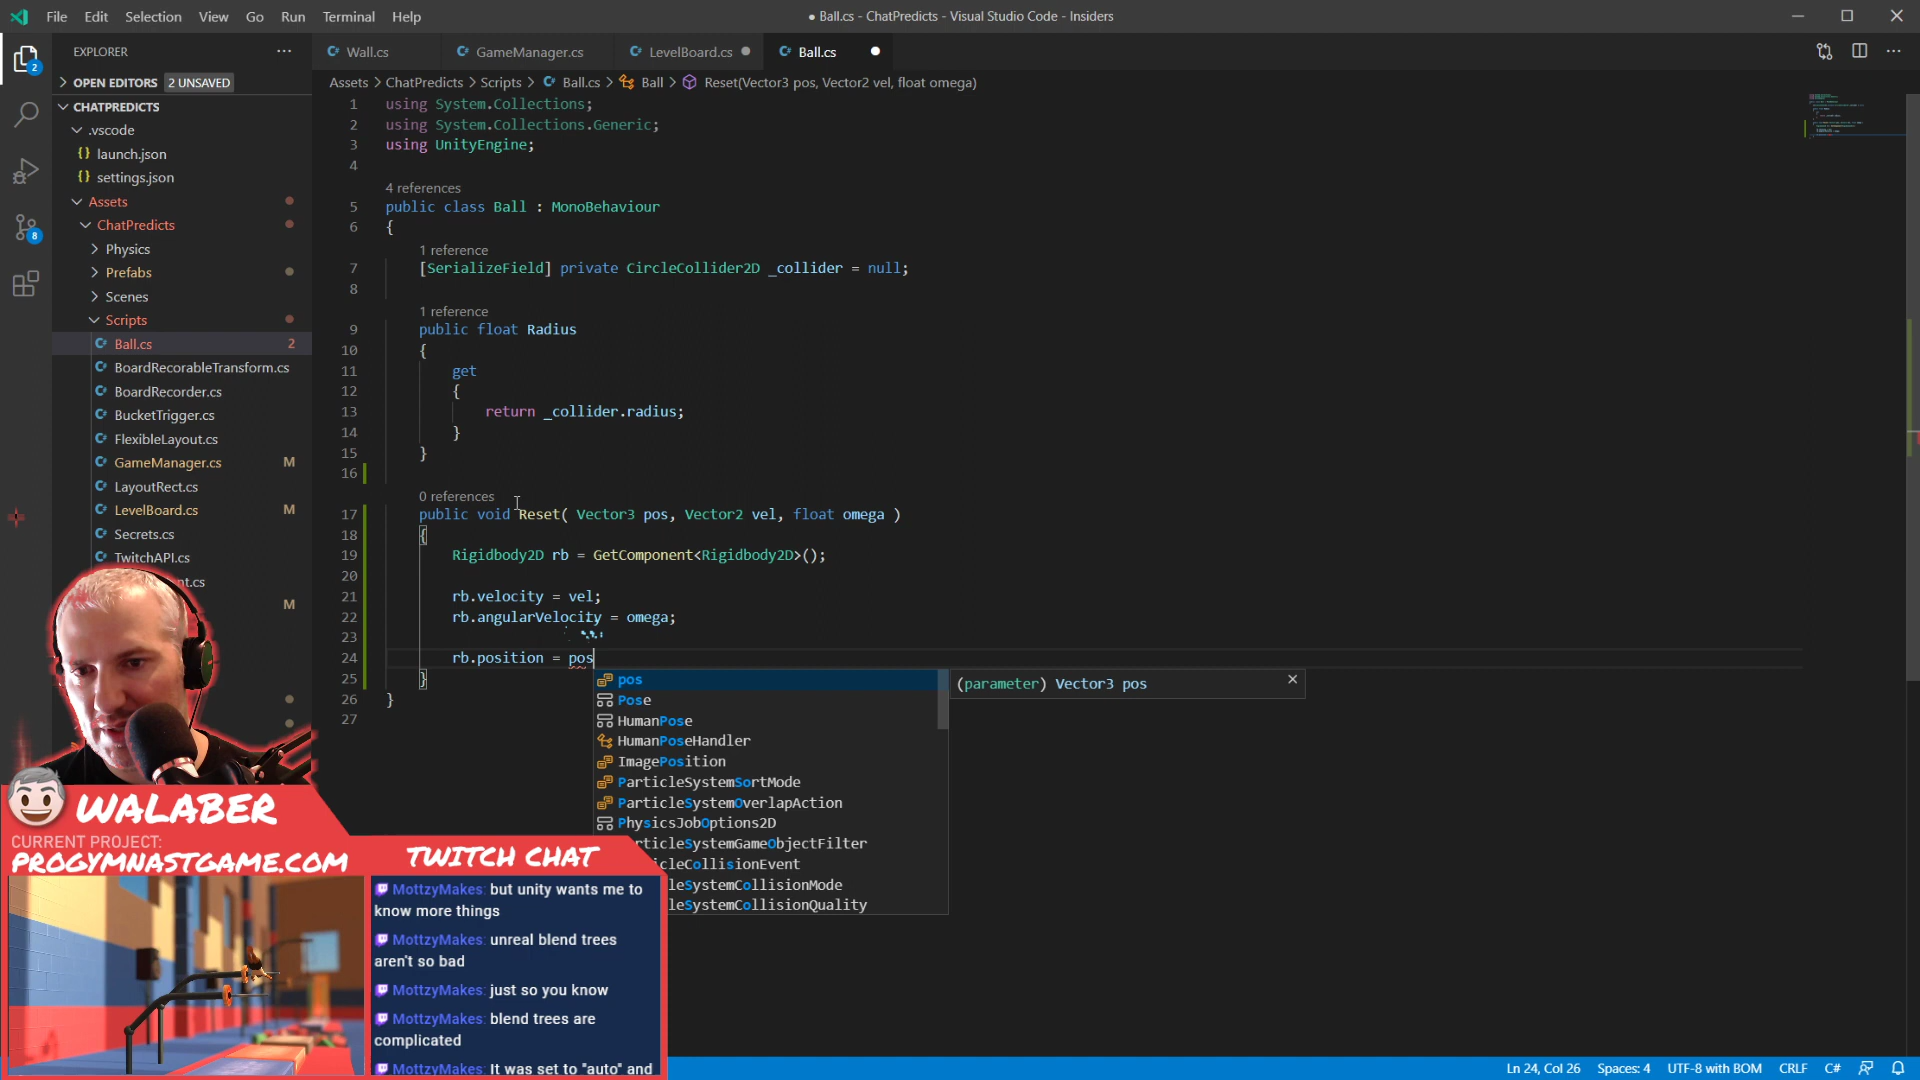 File Edit Selection View Go Run Terminal Help
● Ball.cs - ChatPredicts - Visual Studio Code - Insiders
EXPLORER
Wall.cs GameManager.cs LevelBoard.cs Ball.cs
OPEN EDITORS 2 UNSAVED
Assets > ChatPredicts > Scripts > Ball.cs > Ball > Reset(Vector3 pos, Vector2 vel, float omega)
CHATPREDICTS
.vscode
launch.json
settings.json
Assets
ChatPredicts
Physics
Prefabs
Scenes
Scripts
Ball.cs 2
BoardRecorableTransform.cs
BoardRecorder.cs
BucketTrigger.cs
FlexibleLayout.cs
GameManager.cs M
LayoutRect.cs
LevelBoard.cs M
Secrets.cs
TwitchAPI.cs
nt.cs
M
2
8
1 using System.Collections;
2 using System.Collections.Generic;
3 using UnityEngine;
4
4 references
5 public class Ball : MonoBehaviour
6 {
1 reference
7 [SerializeField] private CircleCollider2D _collider = null;
8
1 reference
9 public float Radius
10 {
11 get
12 {
13 return _collider.radius;
14 }
15 }
16
0 references
17 public void Reset( Vector3 pos, Vector2 vel, float omega )
18 {
19 Rigidbody2D rb = GetComponent<Rigidbody2D>();
20
21 rb.velocity = vel;
22 rb.angularVelocity = omega;
23
24 rb.position = pos
25 }
26 }
27
pos
Pose
HumanPose
HumanPoseHandler
ImagePosition
ParticleSystemSortMode
ParticleSystemOverlapAction
PhysicsJobOptions2D
rticleSystemGameObjectFilter
icleCollisionEvent
leSystemCollisionMode
leSystemCollisionQuality
(parameter) Vector3 pos
WALABER
CURRENT PROJECT:
PROGYMNASTGAME.COM
TWITCH CHAT
MottzyMakes: but unity wants me to
know more things
MottzyMakes: unreal blend trees
aren't so bad
MottzyMakes: just so you know
MottzyMakes: blend trees are
complicated
MottzyMakes: It was set to "auto" and
Ln 24, Col 26 Spaces: 4 UTF-8 with BOM CRLF C#